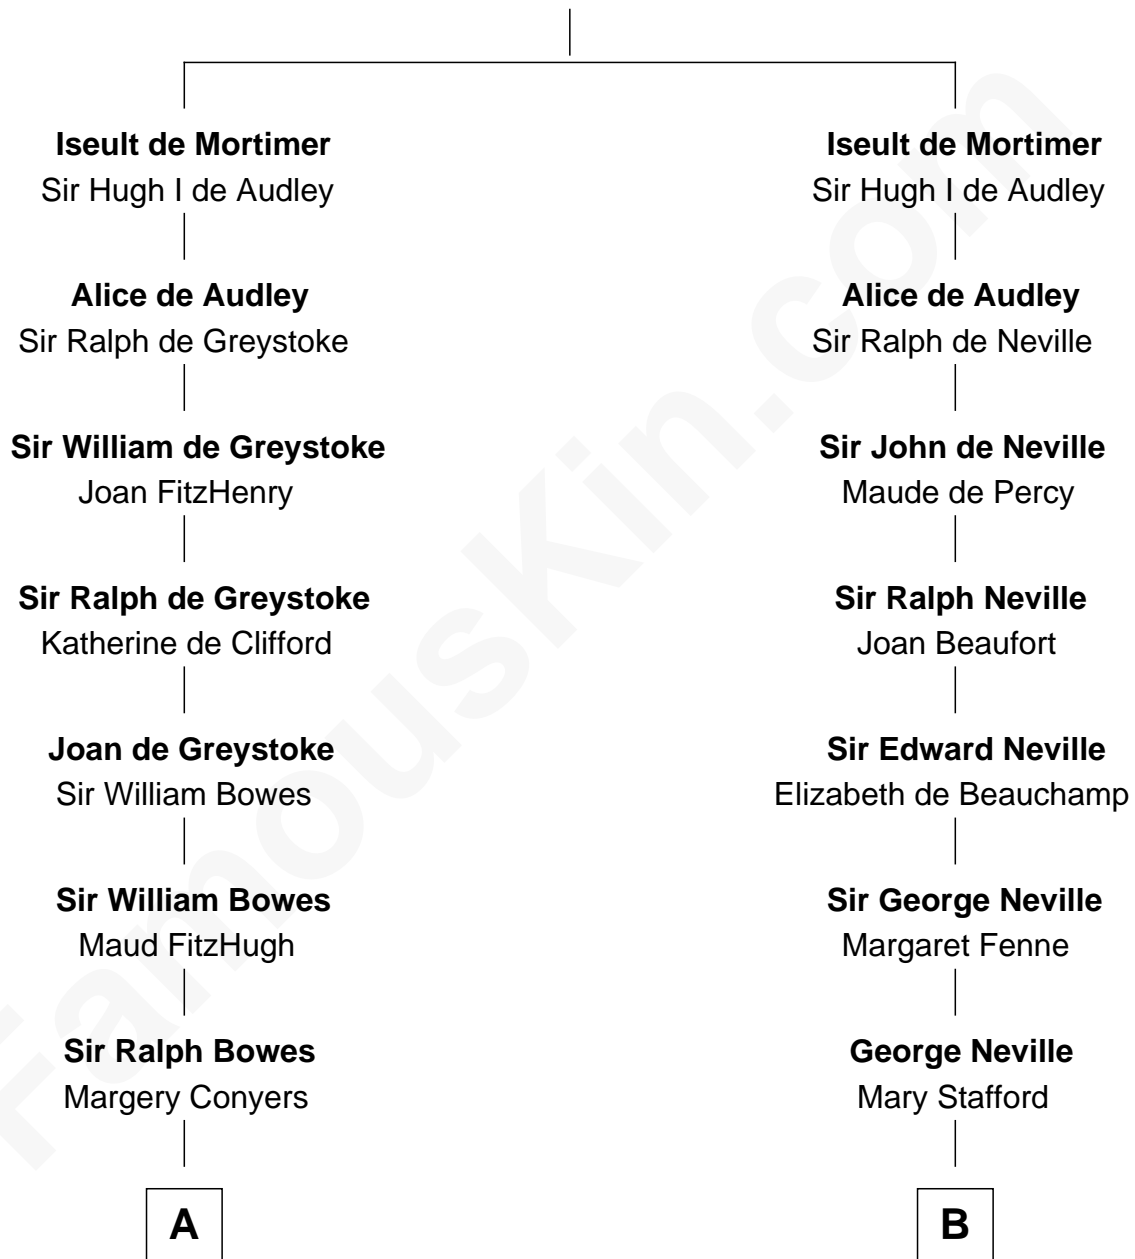 Iseult de Mortimer
Sir Hugh I de Audley
Alice de Audley
Sir Ralph de Greystoke
Sir William de Greystoke
Joan FitzHenry
Sir Ralph de Greystoke
Katherine de Clifford
Joan de Greystoke
Sir William Bowes
Sir William Bowes
Maud FitzHugh
Sir Ralph Bowes
Margery Conyers
A
Iseult de Mortimer
Sir Hugh I de Audley
Alice de Audley
Sir Ralph de Neville
Sir John de Neville
Maude de Percy
Sir Ralph Neville
Joan Beaufort
Sir Edward Neville
Elizabeth de Beauchamp
Sir George Neville
Margaret Fenne
George Neville
Mary Stafford
B
FamousKin.com